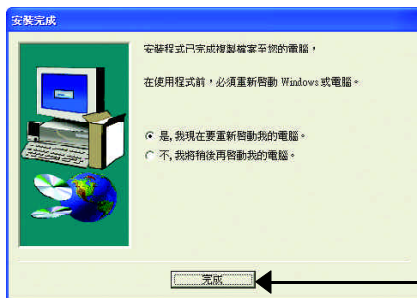 安裝完成
安裝程式已完成複製檔案至您的電腦，
在使用程式前，必須重新啓動 Windows 或電腦。
是, 我現在要重新啓動我的電腦。
不, 我將稍後再啓動我的電腦。
完成